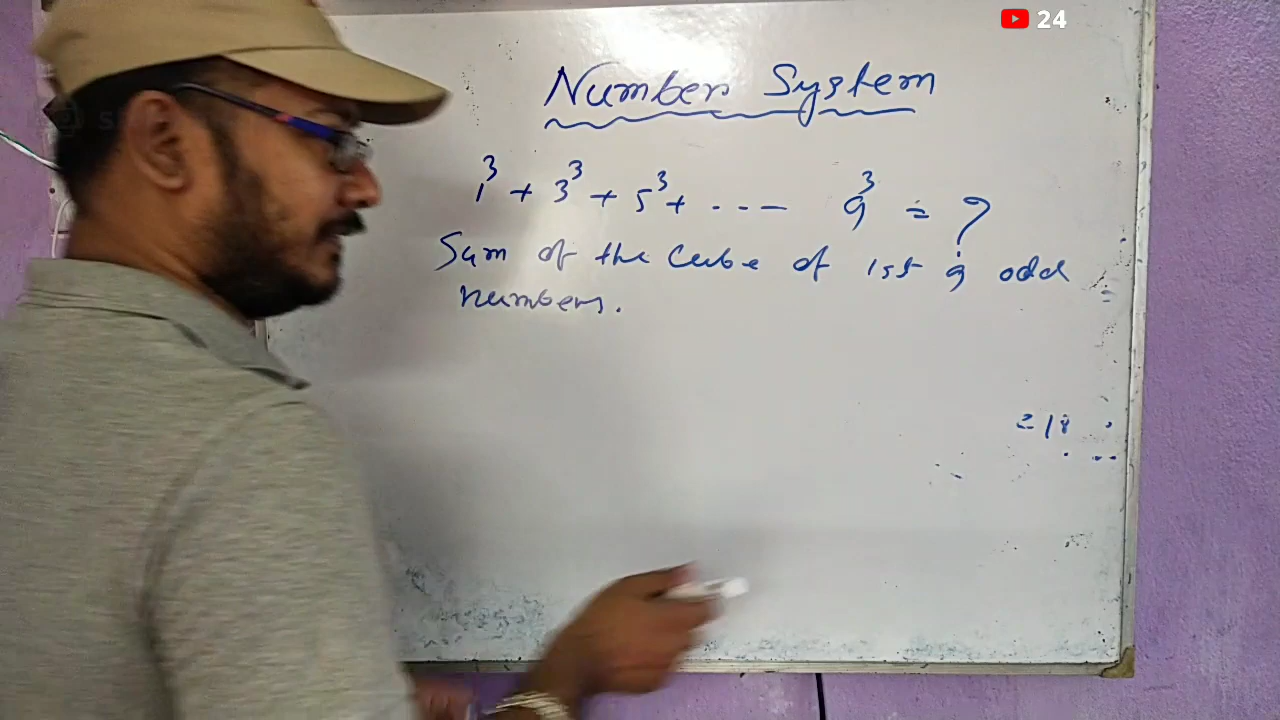 24
Number System
1³ + 3³ + 5³ + ... 9³ = ?
Sum of the Cube of 1st 9 odd
numbers.
= 18